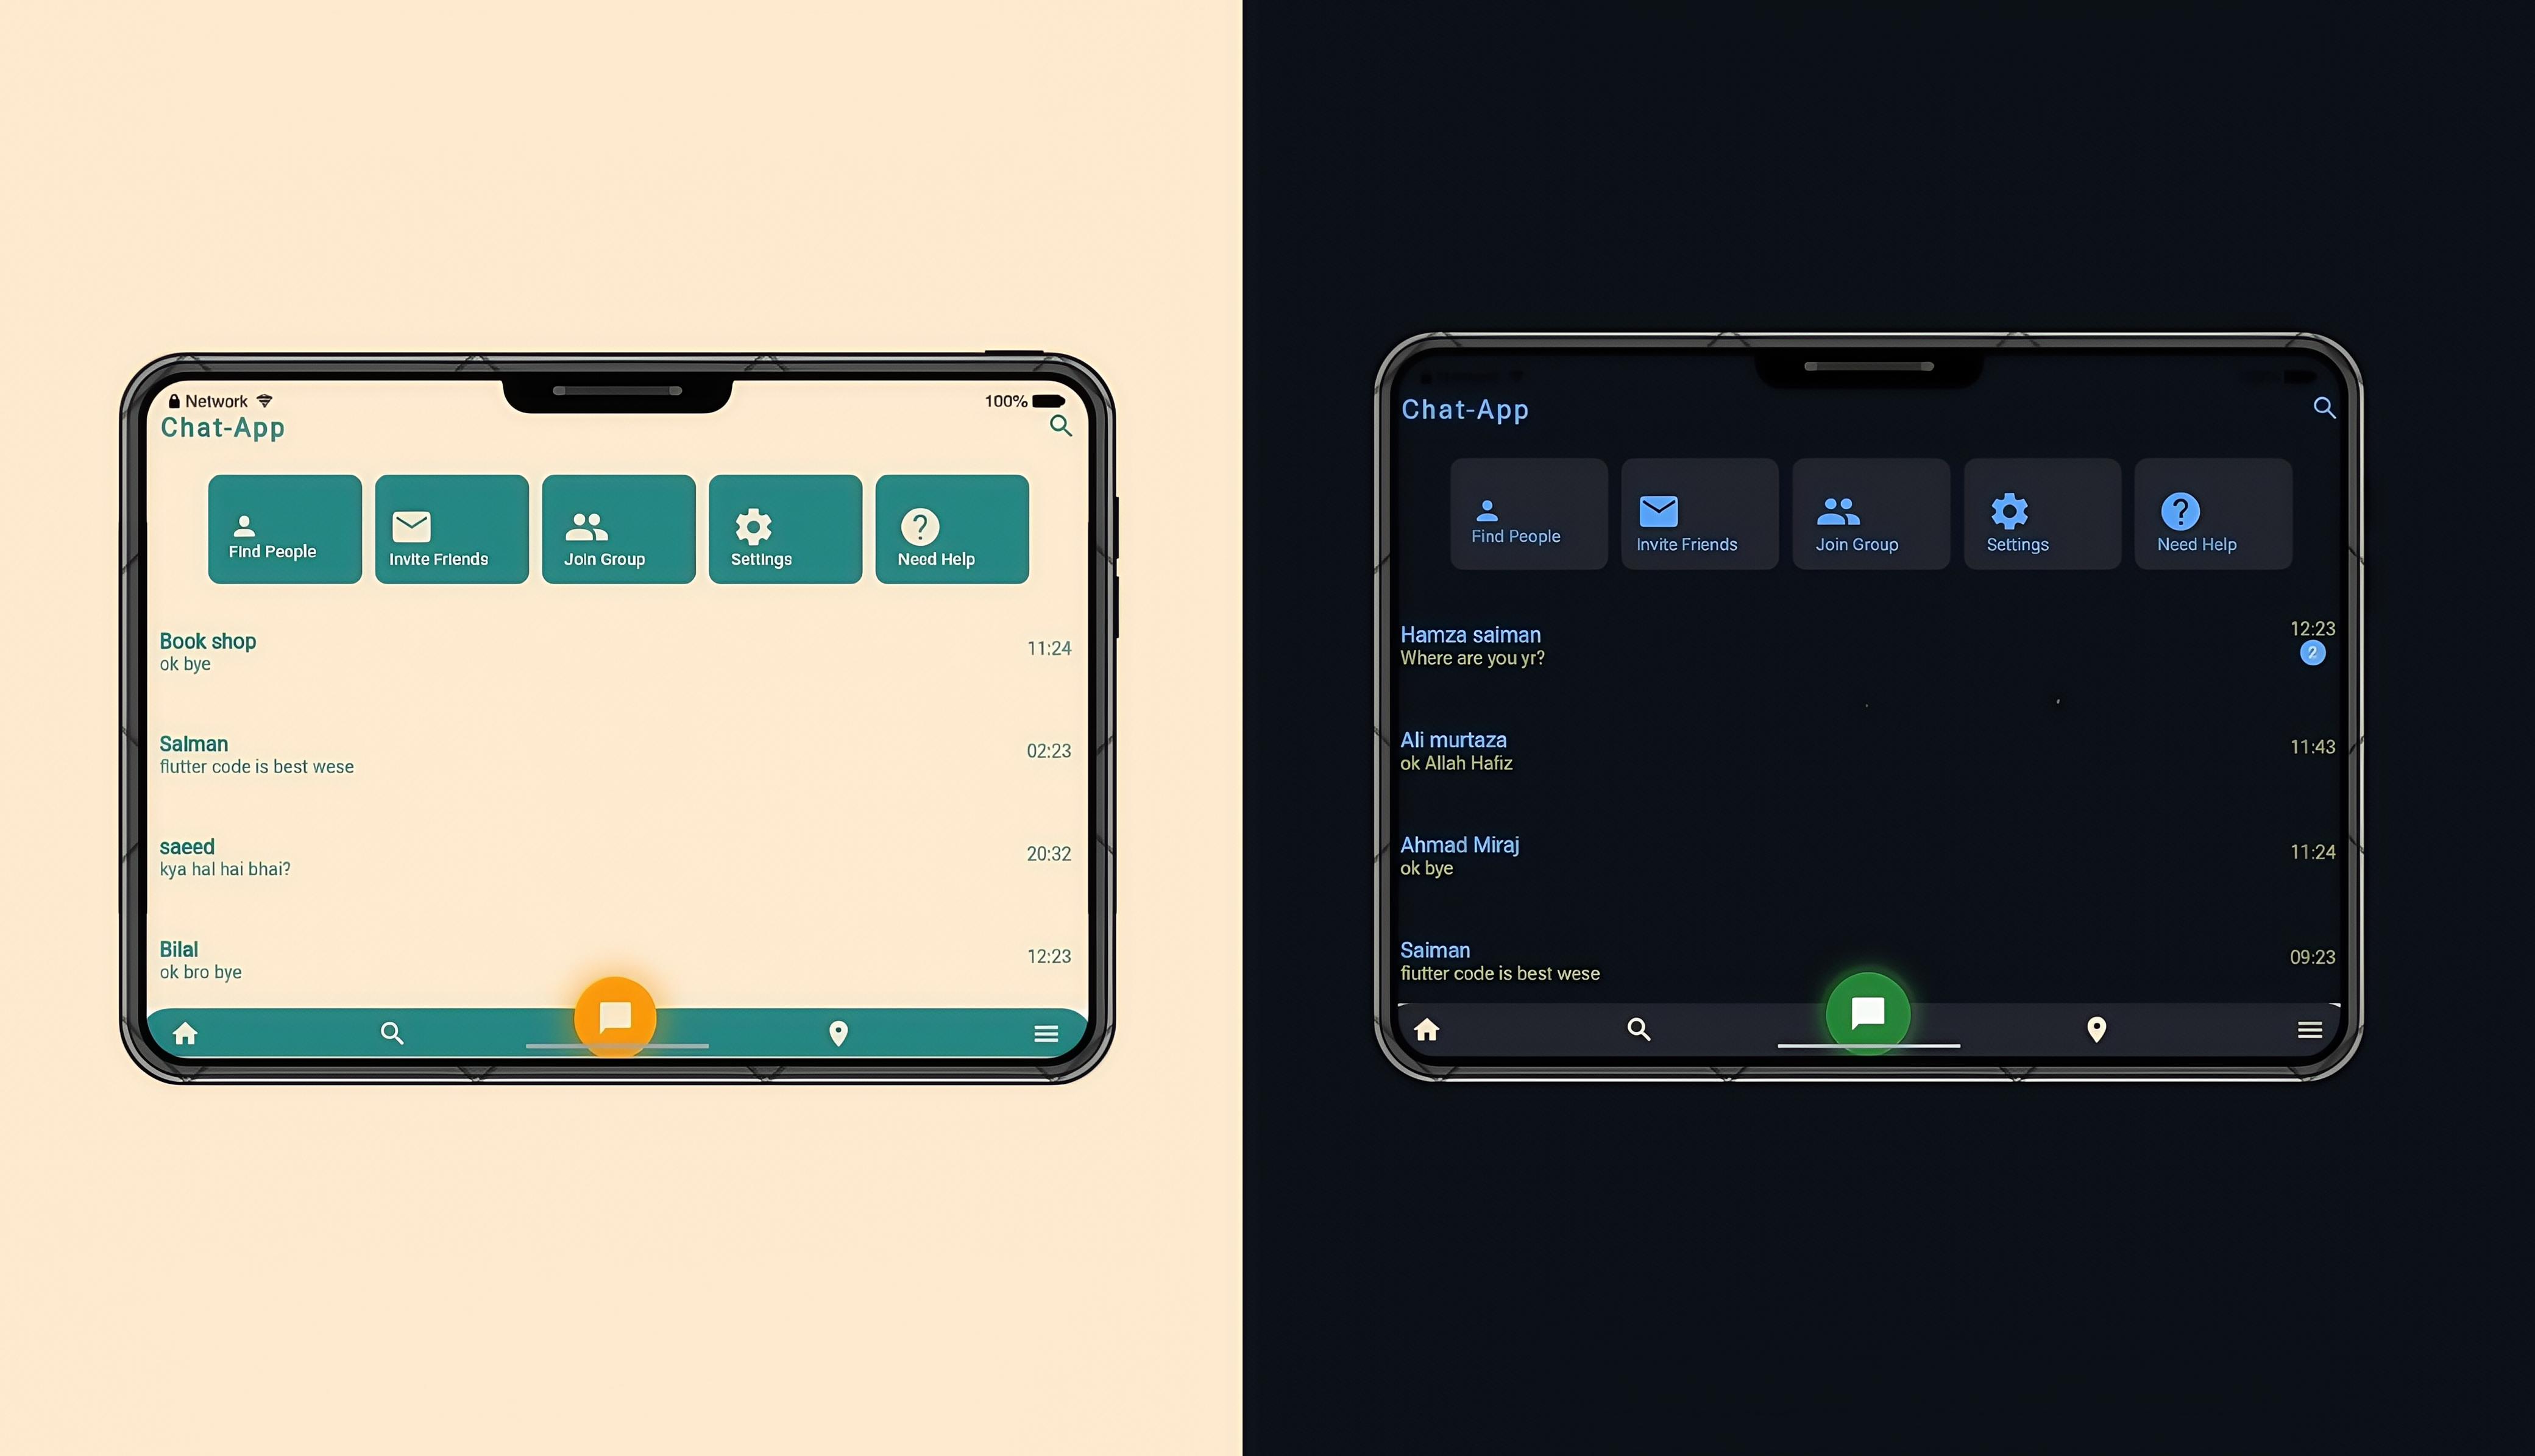 Network 100%
Chat-App
Find People Invite Friends Join Group Settings Need Help
Book shop 11:24
ok bye
Salman 02:23
flutter code is best wese
saeed 20:32
kya hal hai bhai?
Bilal 12:23
ok bro bye
Chat-App
Find People Invite Friends Join Group Settings Need Help
Hamza saiman 12:23
Where are you yr? 2
Ali murtaza 11:43
ok Allah Hafiz
Ahmad Miraj 11:24
ok bye
Saiman 09:23
fiutter code is best wese